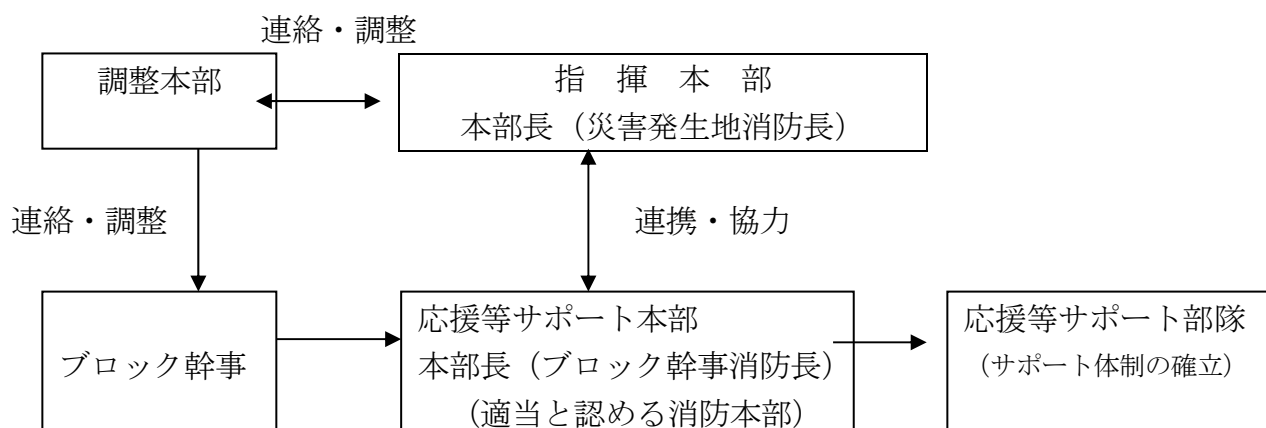 連絡・調整
調整本部
指　揮　本　部
本部長（災害発生地消防長）
連絡・調整
連携・協力
ブロック幹事
応援等サポート本部
本部長（ブロック幹事消防長）
（適当と認める消防本部）
応援等サポート部隊
（サポート体制の確立）